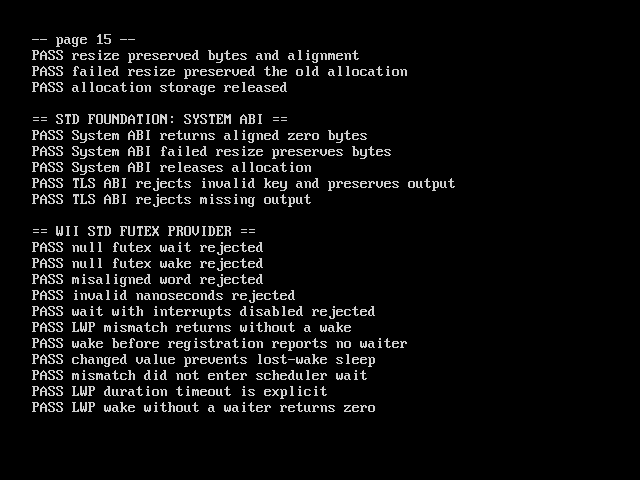 -- page 15 --
PASS resize preserved bytes and alignment
PASS failed resize preserved the old allocation
PASS allocation storage released
== STD FOUNDATION: SYSTEM ABI ==
PASS System ABI returns aligned zero bytes
PASS System ABI failed resize preserves bytes
PASS System ABI releases allocation
PASS TLS ABI rejects invalid key and preserves output
PASS TLS ABI rejects missing output
== WII STD FUTEX PROVIDER ==
PASS null futex wait rejected
PASS null futex wake rejected
PASS misaligned word rejected
PASS invalid nanoseconds rejected
PASS wait with interrupts disabled rejected
PASS LWP mismatch returns without a wake
PASS wake before registration reports no waiter
PASS changed value prevents lost-wake sleep
PASS mismatch did not enter scheduler wait
PASS LWP duration timeout is explicit
PASS LWP wake without a waiter returns zero